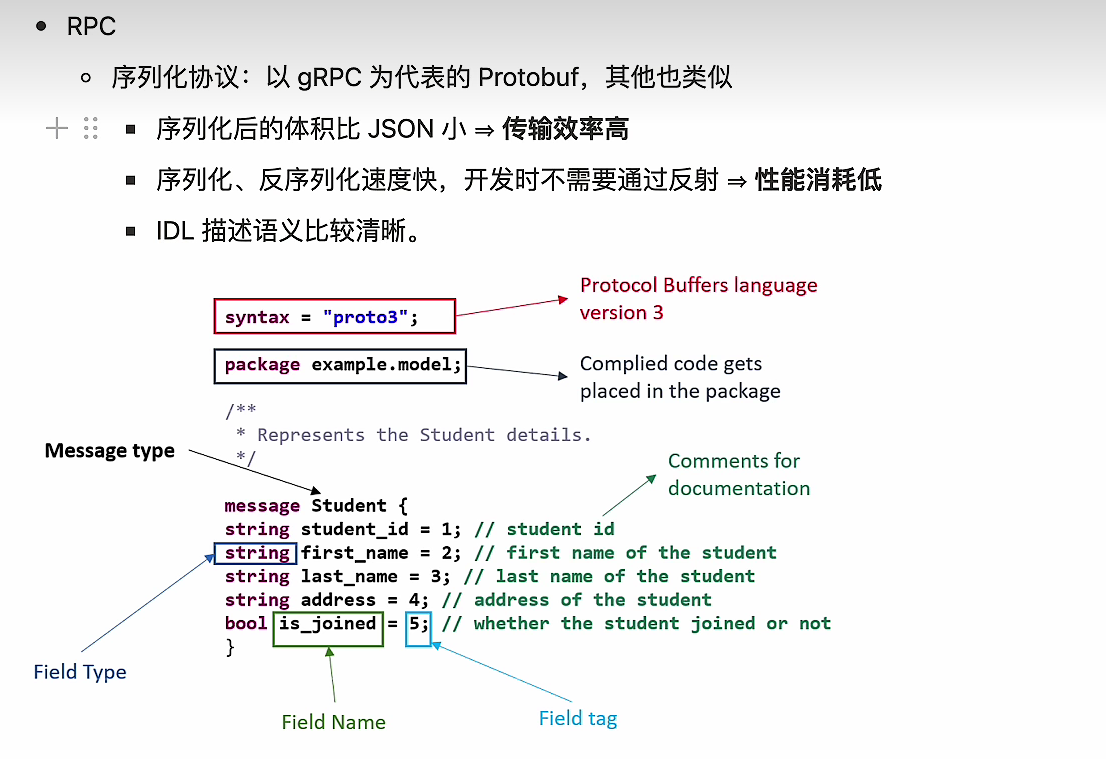 RPC
序列化协议：以 gRPC 为代表的 Protobuf，其他也类似
序列化后的体积比 JSON 小 ⇒ 传输效率高
序列化、反序列化速度快，开发时不需要通过反射 ⇒ 性能消耗低
IDL 描述语义比较清晰。
Protocol Buffers language
version 3
syntax = "proto3";
package example.model;
Complied code gets
placed in the package
/**
* Represents the Student details.
*/
Message type
Comments for
documentation
message Student {
string student_id = 1; // student id
string first_name = 2; // first name of the student
string last_name = 3; // last name of the student
string address = 4; // address of the student
bool is_joined = 5; // whether the student joined or not
}
Field Type
Field Name
Field tag